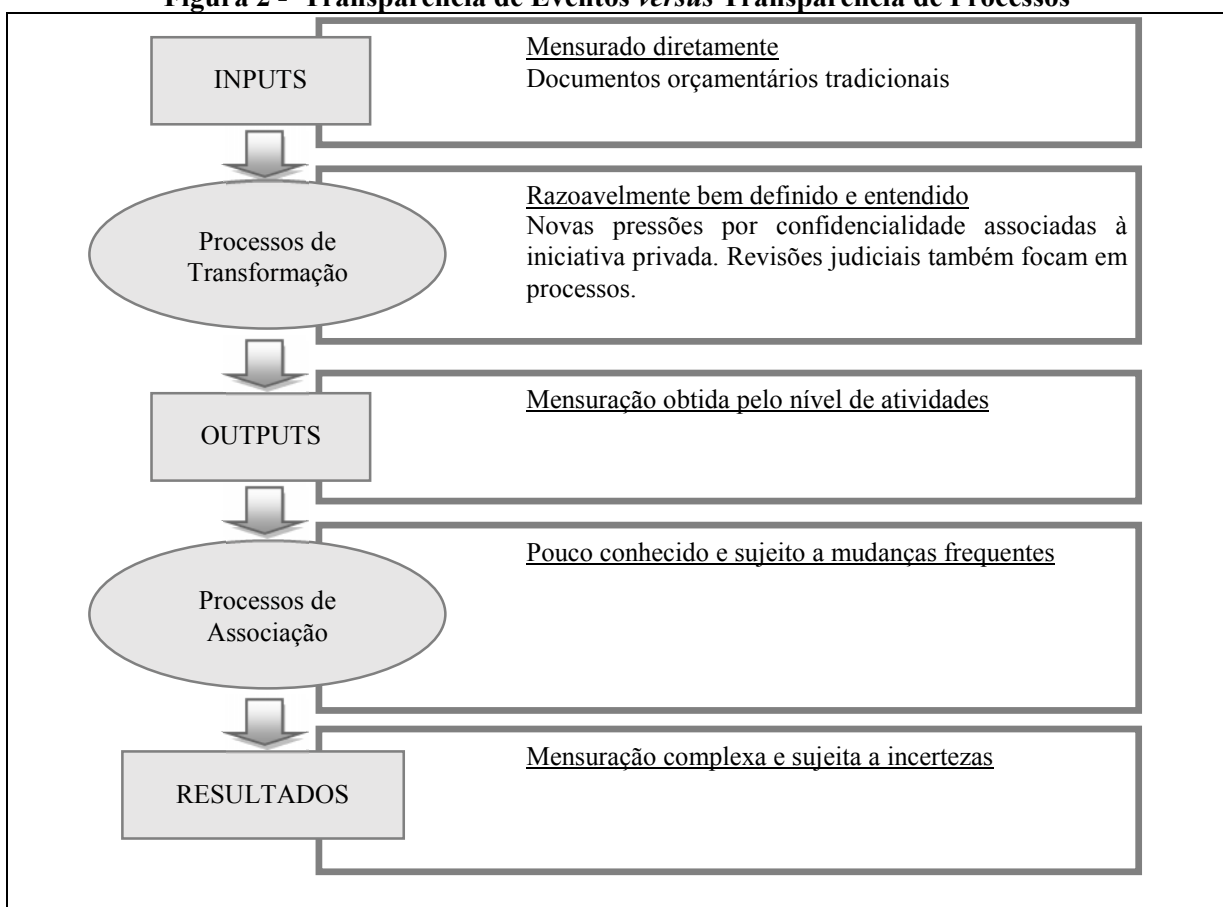 Figura 2 - Transparência de Eventos versus Transparência de Processos
INPUTS
Mensurado diretamente
Documentos orçamentários tradicionais
Processos de
Transformação
Razoavelmente bem definido e entendido
Novas pressões por confidencialidade associadas à
iniciativa privada. Revisões judiciais também focam em
processos.
OUTPUTS
Mensuração obtida pelo nível de atividades
Processos de
Associação
Pouco conhecido e sujeito a mudanças frequentes
RESULTADOS
Mensuração complexa e sujeita a incertezas